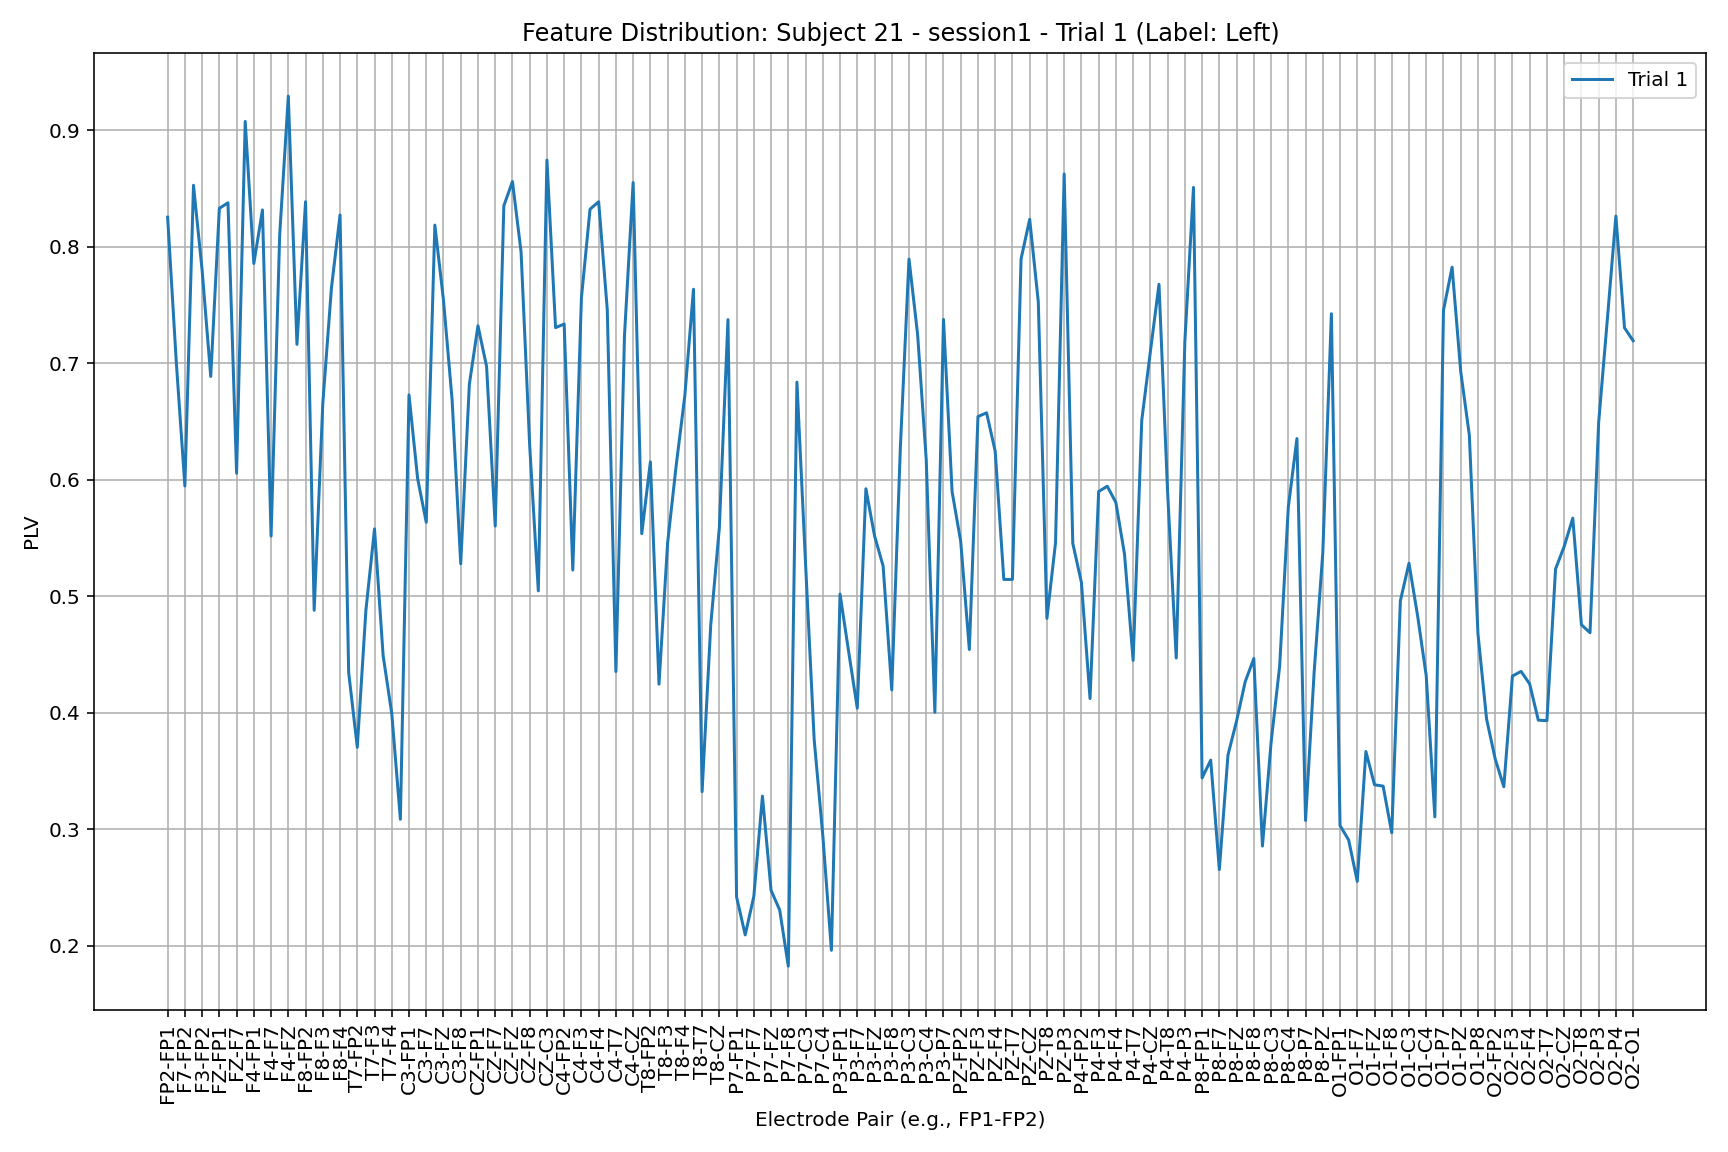 Feature Distribution: Subject 21 - session1 - Trial 1 (Label: Left)
Trial 1
0.9
0.8
0.7
0.6
0.5
0.4
0.3
0.2
PLV
FP2-FP1
F7-FP2
F3-FP2
FZ-FP1
FZ-F7
F4-FP1
F4-F7
F4-FZ
F8-FP2
F8-F3
F8-F4
T7-FP2
T7-F3
T7-F4
C3-FP1
C3-F7
C3-FZ
C3-F8
CZ-FP1
CZ-F7
CZ-FZ
CZ-F8
CZ-C3
C4-FP2
C4-F3
C4-F4
C4-T7
C4-CZ
T8-FP2
T8-F3
T8-F4
T8-T7
T8-CZ
P7-FP1
P7-F7
P7-FZ
P7-F8
P7-C3
P7-C4
P3-FP1
P3-F7
P3-FZ
P3-F8
P3-C3
P3-C4
P3-P7
PZ-FP2
PZ-F3
PZ-F4
PZ-T7
PZ-CZ
PZ-T8
PZ-P3
P4-FP2
P4-F3
P4-F4
P4-T7
P4-CZ
P4-T8
P4-P3
P8-FP1
P8-F7
P8-FZ
P8-F8
P8-C3
P8-C4
P8-P7
P8-PZ
O1-FP1
O1-F7
O1-FZ
O1-F8
O1-C3
O1-C4
O1-P7
O1-PZ
O1-P8
O2-FP2
O2-F3
O2-F4
O2-T7
O2-CZ
O2-T8
O2-P3
O2-P4
O2-O1
Electrode Pair (e.g., FP1-FP2)